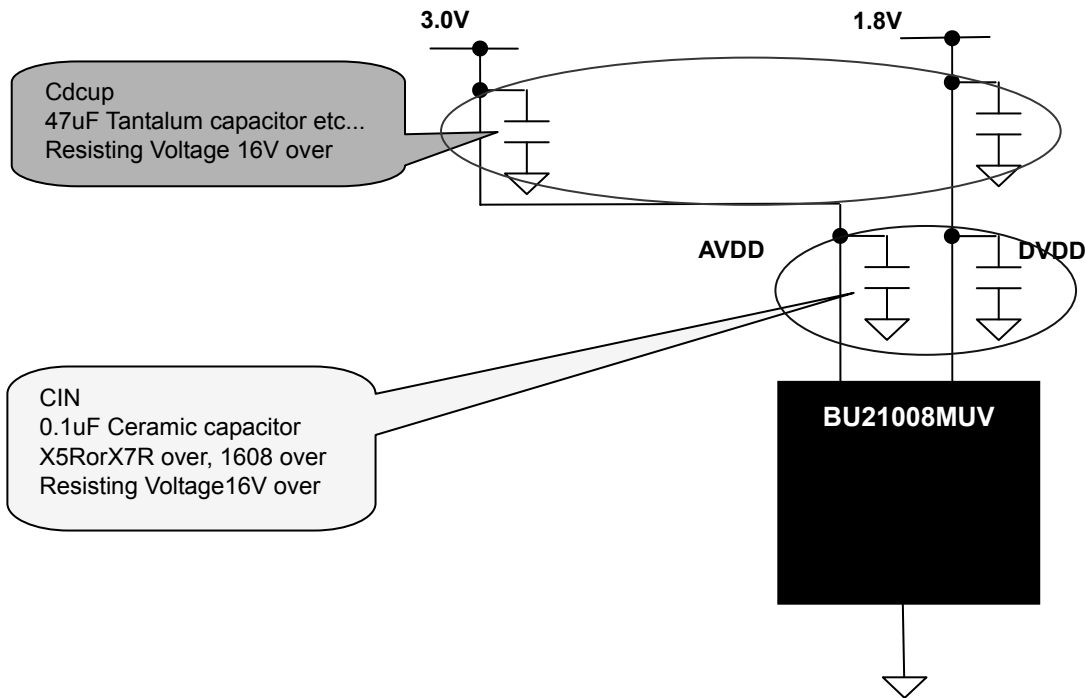 3.0V
1.8V
Cdcup
47uF Tantalum capacitor etc...
Resisting Voltage 16V over
AVDD
DVDD
CIN
0.1uF Ceramic capacitor
X5RorX7R over, 1608 over
Resisting Voltage16V over
BU21008MUV